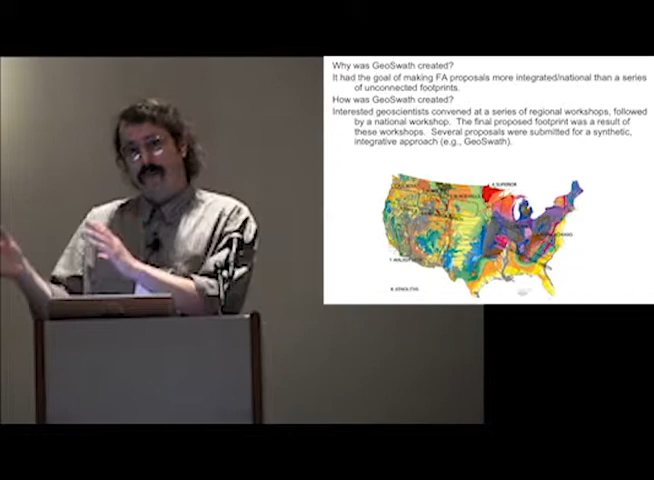 Why was GeoSwath created?
It had the goal of making FA proposals more integrated/national than a series
of unconnected footprints.
How was GeoSwath created?
Interested geoscientists convened at a series of regional workshops, followed
by a national workshop. The final proposed footprint was a result of
these workshops. Several proposals were submitted for a synthetic,
integrative approach (e.g., GeoSwath).
SUPERIOR